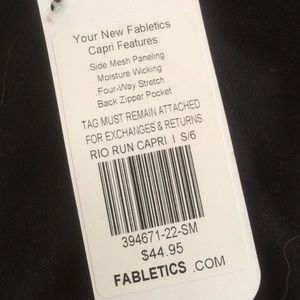 Your New Fabletics
Capri Features:
Side Mesh Paneling
Moisture Wicking
Four-Way Stretch
Back Zipper Pocket
TAG MUST REMAIN ATTACHED
FOR EXCHANGES & RETURNS
RIO RUN CAPRI I S/6
394671-22-SM
$44.95
FABLETICS .COM